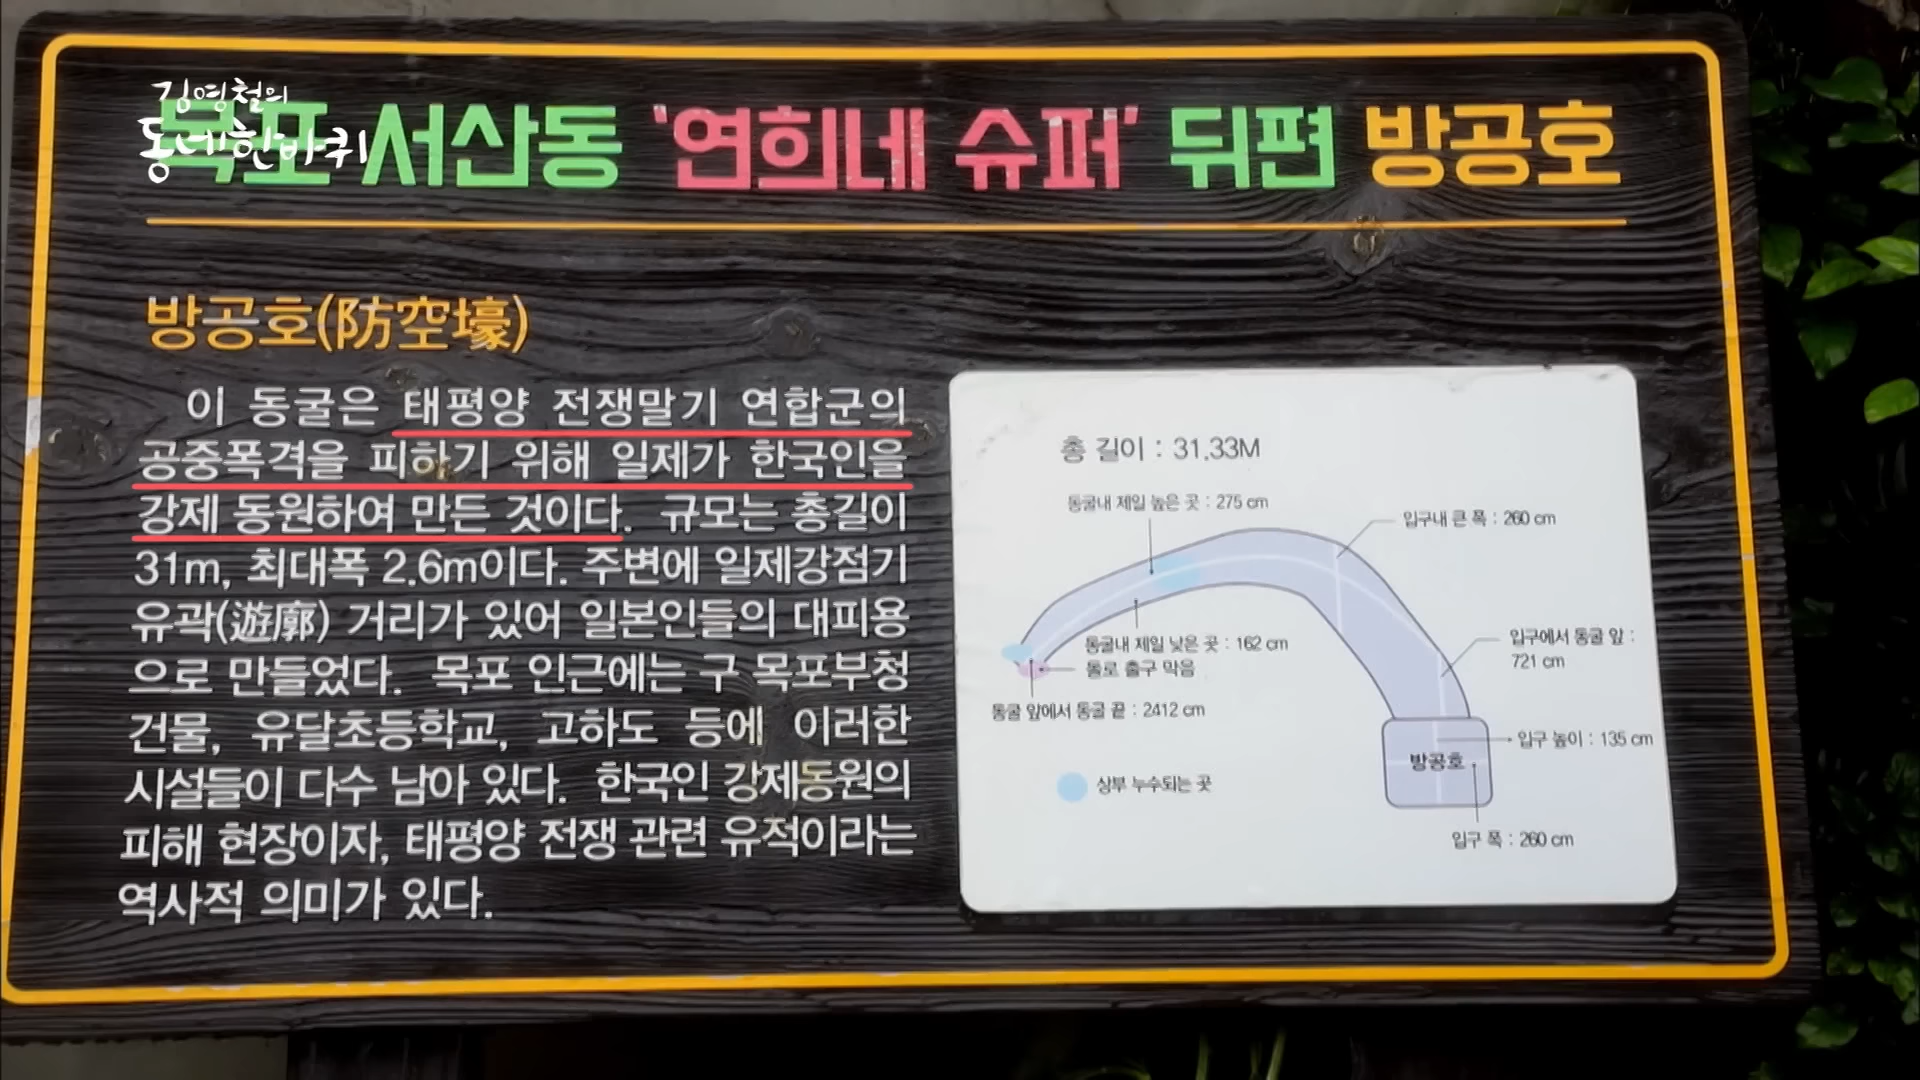 김영철의
동네 한 바퀴
목포 서산동 '연희네 슈퍼' 뒤편 방공호
방공호(防空壕)
이 동굴은 태평양 전쟁말기 연합군의
공중폭격을 피하기 위해 일제가 한국인을
강제 동원하여 만든 것이다. 규모는 총길이
31m, 최대폭 2.6m이다. 주변에 일제강점기
유곽(遊廓) 거리가 있어 일본인들의 대피용
으로 만들었다. 목포 인근에는 구 목포부청
건물, 유달초등학교, 고하도 등에 이러한
시설들이 다수 남아 있다. 한국인 강제동원의
피해 현장이자, 태평양 전쟁 관련 유적이라는
역사적 의미가 있다.
총 길이 : 31.33M
동굴내 제일 높은 곳 : 275 cm
입구내 큰 폭 : 260 cm
동굴내 제일 낮은 곳 : 162 cm
돌로 출구 막음
입구에서 동굴 앞 :
721 cm
동굴 앞에서 동굴 끝 : 2412 cm
입구 높이 : 135 cm
방공호
상부 누수되는 곳
입구 폭 : 260 cm